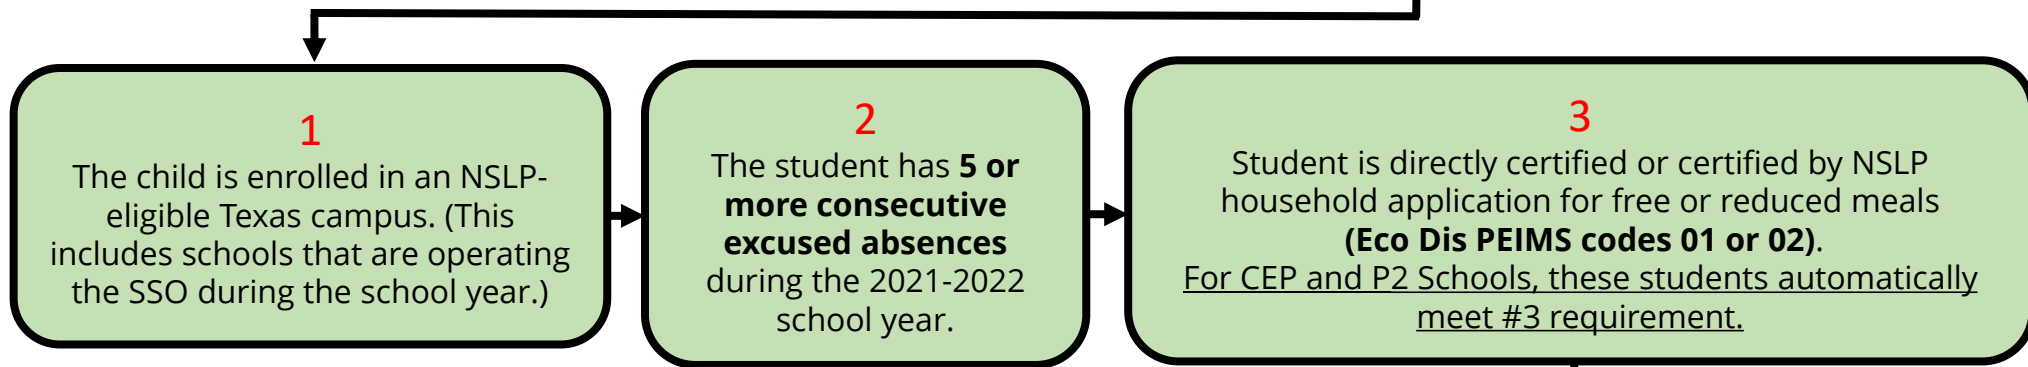 1
The child is enrolled in an NSLP-
eligible Texas campus. (This
includes schools that are operating
the SSO during the school year.)
2
The student has 5 or
more consecutive
excused absences
during the 2021-2022
school year.
3
Student is directly certified or certified by NSLP
household application for free or reduced meals
(Eco Dis PEIMS codes 01 or 02).
For CEP and P2 Schools, these students automatically
meet #3 requirement.